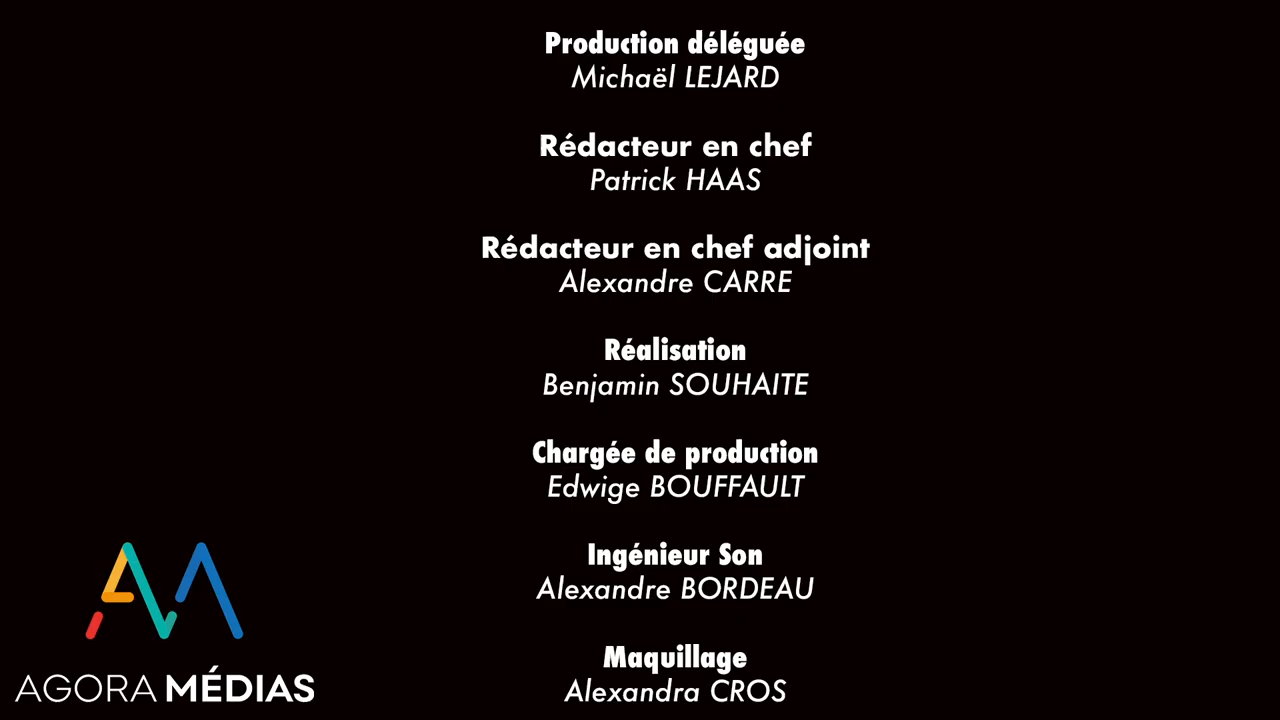 Production déléguée
Michaël LEJARD
Rédacteur en chef
Patrick HAAS
Rédacteur en chef adjoint
Alexandre CARRE
Réalisation
Benjamin SOUHAITE
Chargée de production
Edwige BOUFFAULT
Ingénieur Son
Alexandre BORDEAU
Maquillage
Alexandra CROS
AGORA MÉDIAS